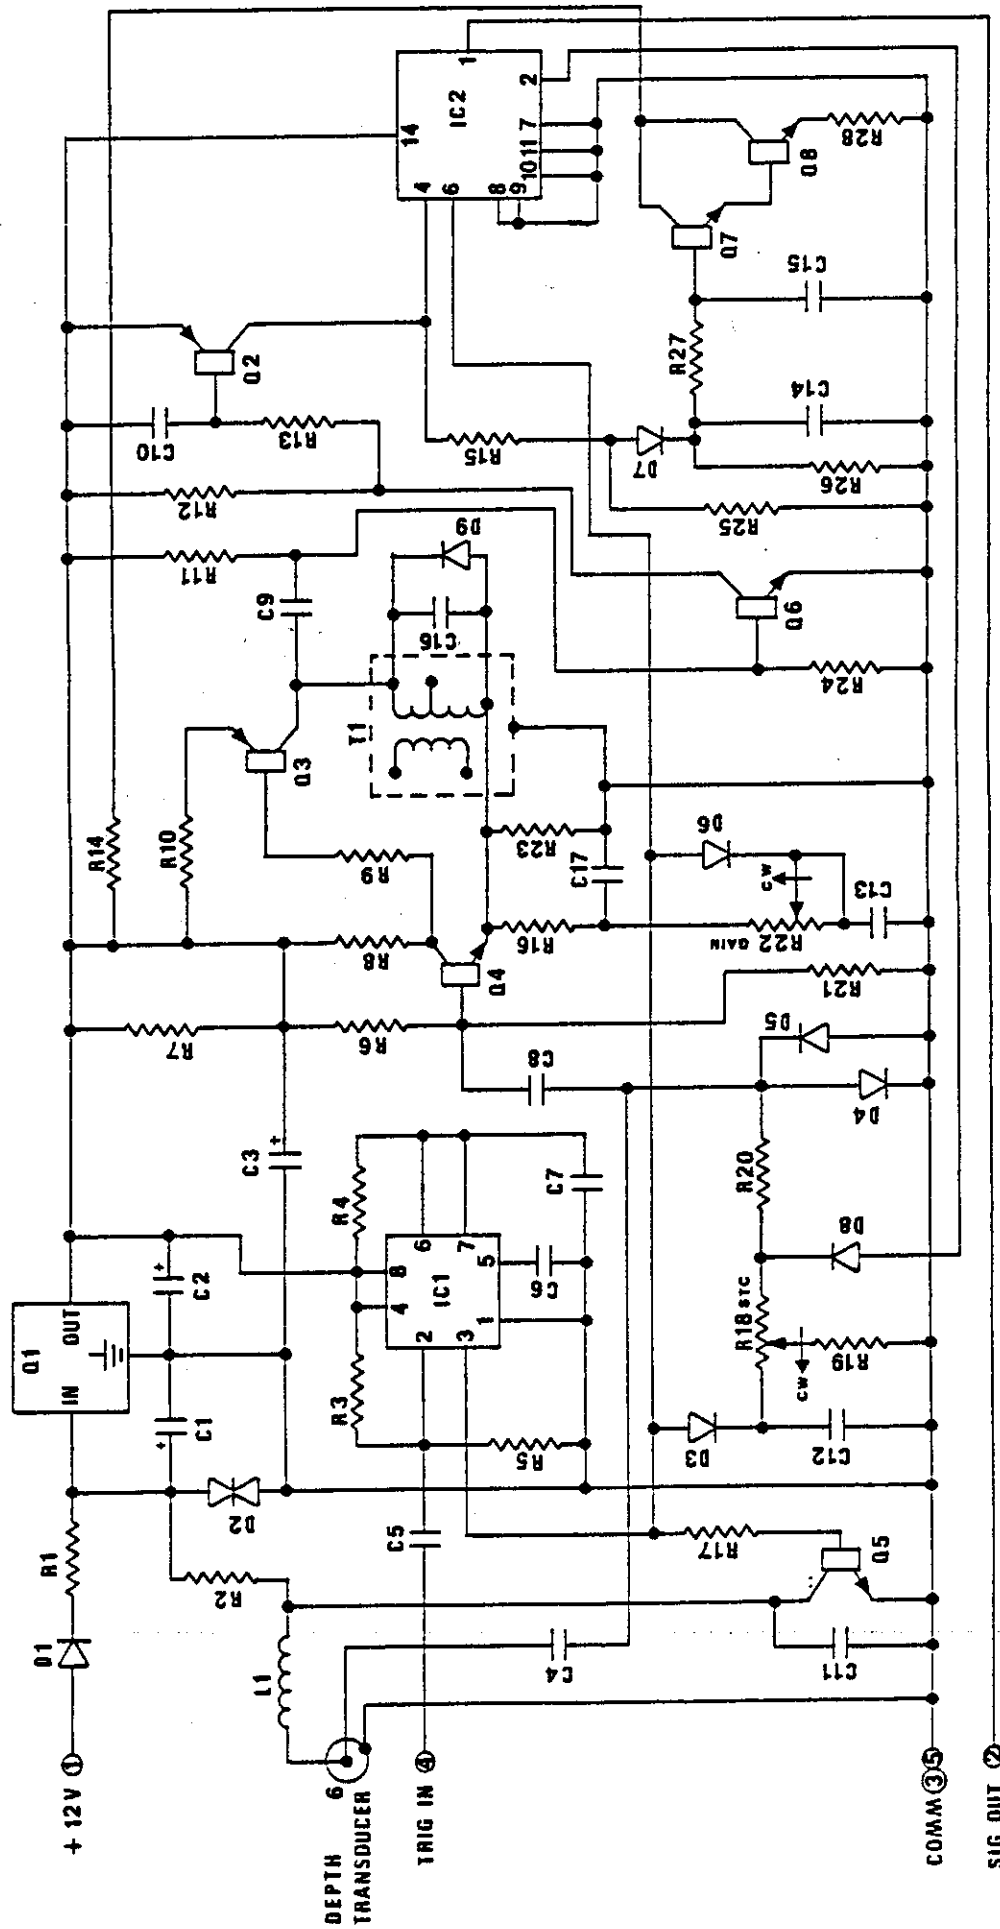 Q1
IN
OUT
+ 12V ①
D1
R1
C1
+
C2
+
R7
R14
R10
R11
R12
C10
Q2
R2
D2
C3
+
R13
L1
C9
Q3
14
DEPTH
TRANSDUCER
6
R3
R4
R6
R8
R9
T1
TRIG IN ④
C5
2
4
8
IC1
6
7
3
1
5
R5
C6
C7
C8
Q4
C16
D9
R15
4
6
IC2
1
8
9
10
11
7
2
C4
R16
R23
C17
D7
R27
Q7
R17
D3
R18 STC
CW
D8
R20
D6
GAIN
R22
CW
Q6
R25
Q8
C11
Q5
C12
R19
D4
D5
R21
C13
R24
R26
C14
C15
R28
COMM ③⑤
SIG OUT ②